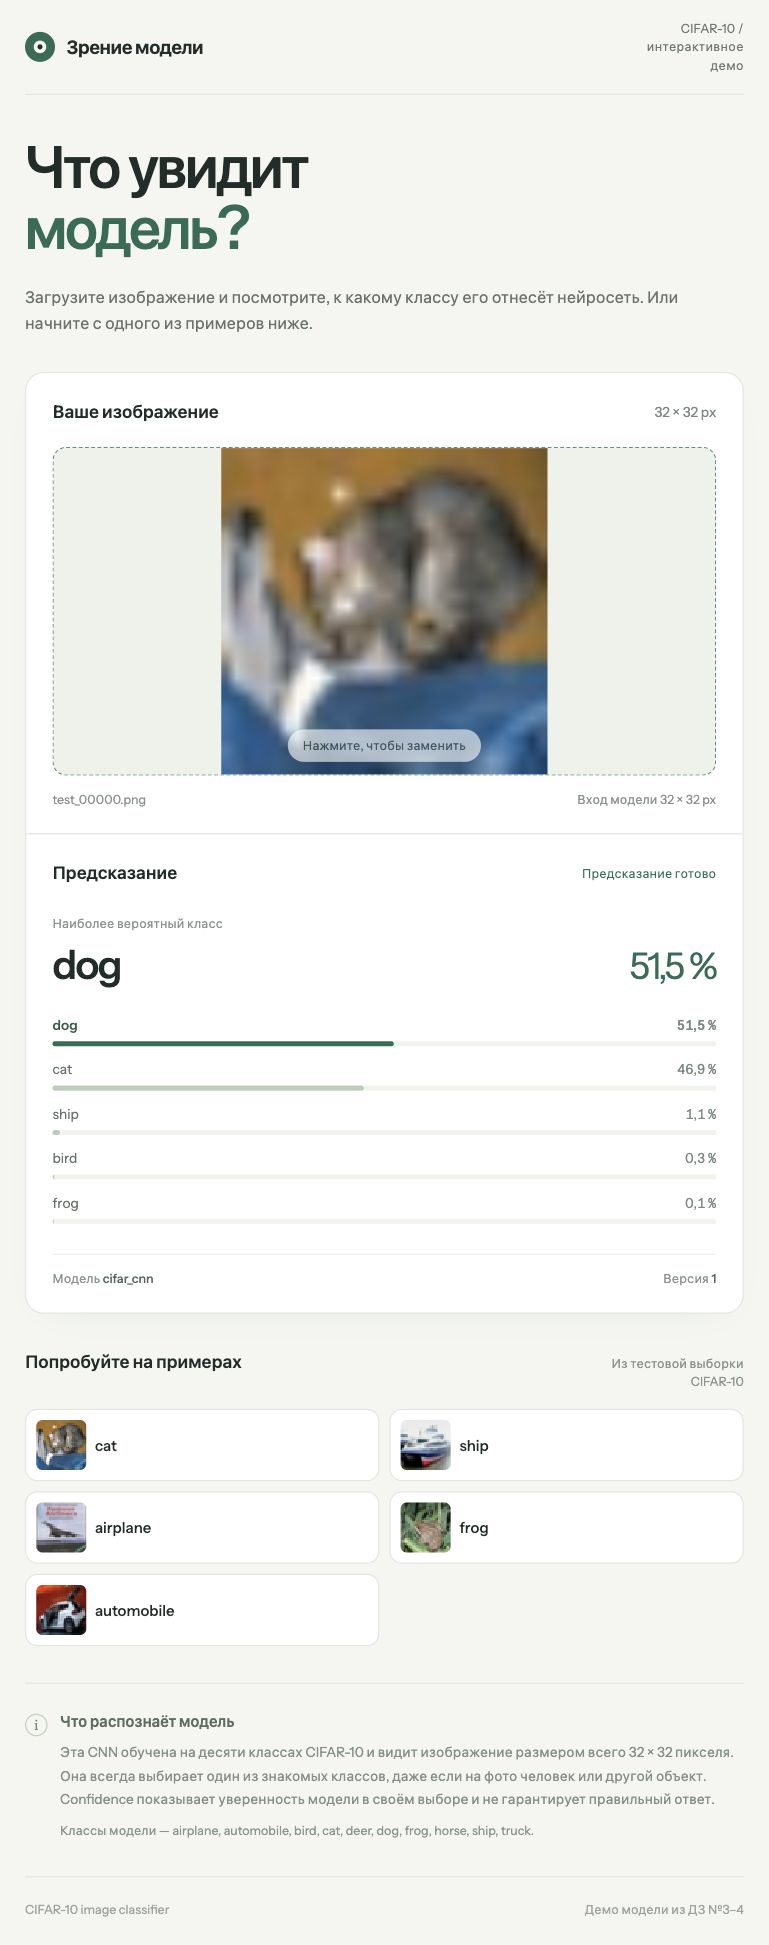 Зрение модели
CIFAR-10 /
интерактивное
демо
Что увидит
модель?
Загрузите изображение и посмотрите, к какому классу его отнесёт нейросеть. Или
начните с одного из примеров ниже.
Ваше изображение
32 × 32 px
Нажмите, чтобы заменить
test_00000.png
Вход модели 32 × 32 px
Предсказание
Предсказание готово
Наиболее вероятный класс
dog
51,5 %
dog
51,5 %
cat
46,9 %
ship
1,1 %
bird
0,3 %
frog
0,1 %
Модель cifar_cnn
Версия 1
Попробуйте на примерах
Из тестовой выборки
CIFAR-10
cat
ship
airplane
frog
automobile
i
Что распознаёт модель
Эта CNN обучена на десяти классах CIFAR-10 и видит изображение размером всего 32 × 32 пикселя.
Она всегда выбирает один из знакомых классов, даже если на фото человек или другой объект.
Confidence показывает уверенность модели в своём выборе и не гарантирует правильный ответ.
Классы модели — airplane, automobile, bird, cat, deer, dog, frog, horse, ship, truck.
CIFAR-10 image classifier
Демо модели из ДЗ №3–4